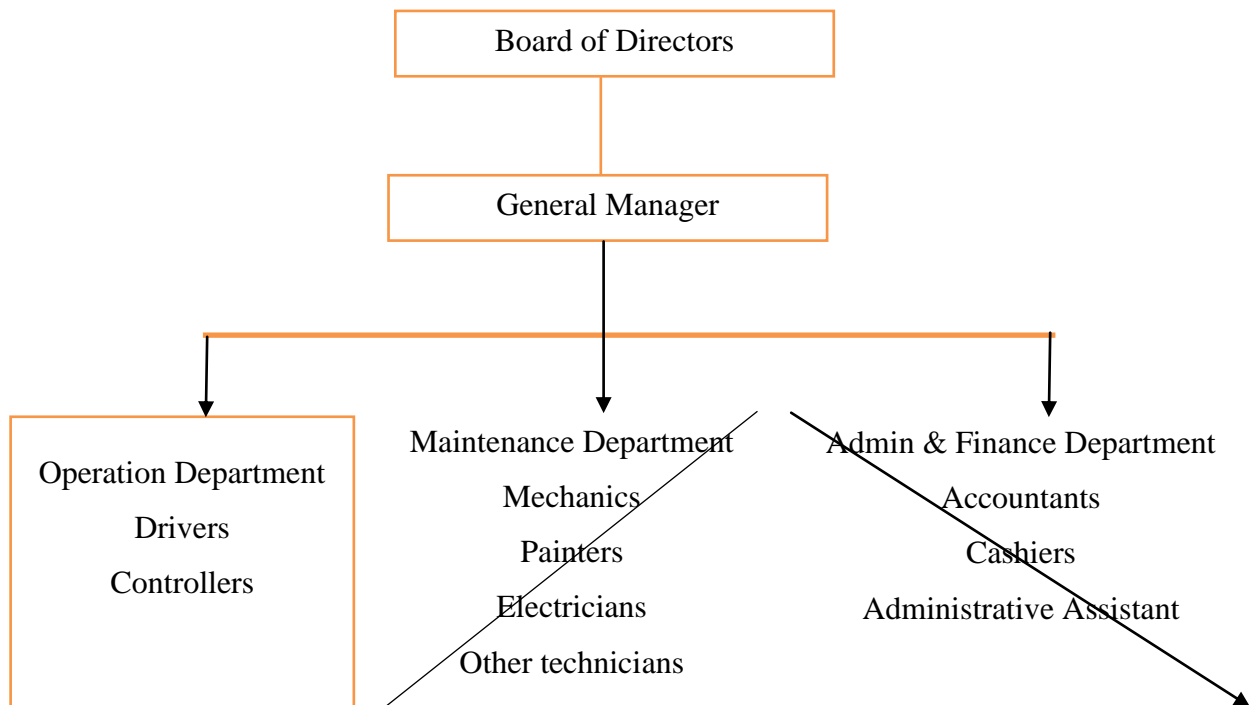 Board of Directors
General Manager
Operation Department
Drivers
Controllers
Maintenance Department
Mechanics
Painters
Electricians
Other technicians
Admin & Finance Department
Accountants
Cashiers
Administrative Assistant